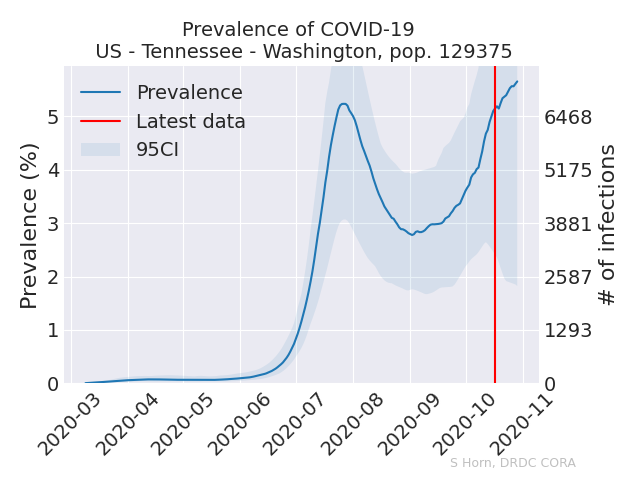 Prevalence of COVID-19
US - Tennessee - Washington, pop. 129375
Prevalence
Latest data
95CI
Prevalence (%)
5
4
3
2
1
0
6468
5175
3881
2587
1293
0
# of infections
2020-03
2020-04
2020-05
2020-06
2020-07
2020-08
2020-09
2020-10
2020-11
S Horn, DRDC CORA